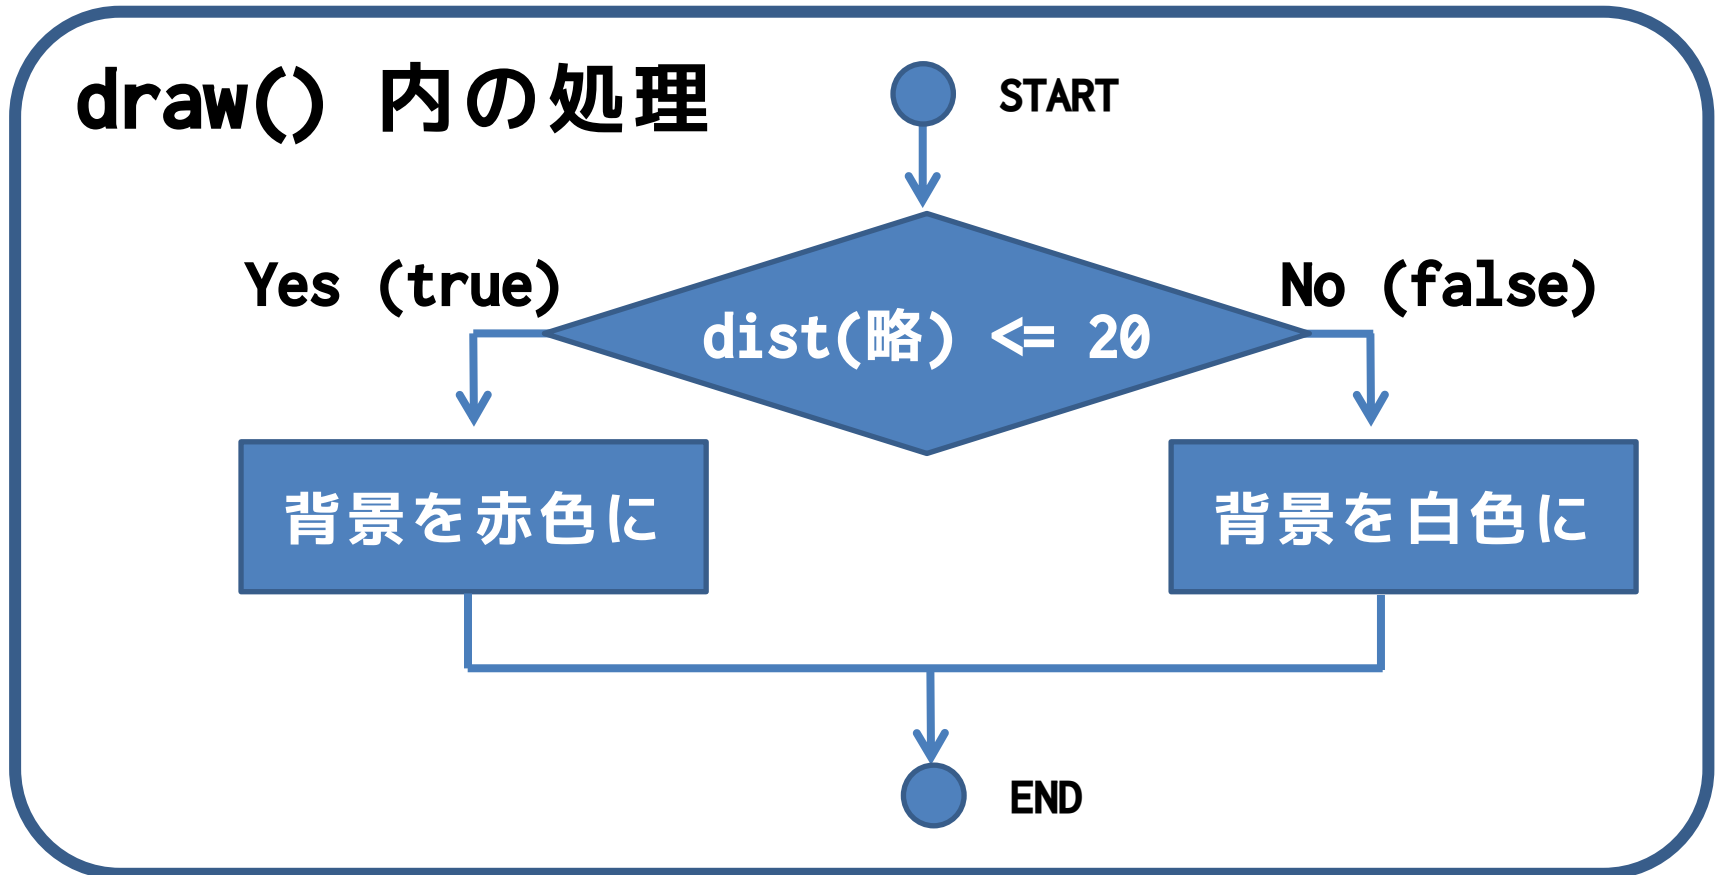 draw() 内の処理
START
Yes (true)
No (false)
dist(略) <= 20
背景を赤色に
背景を白色に
END